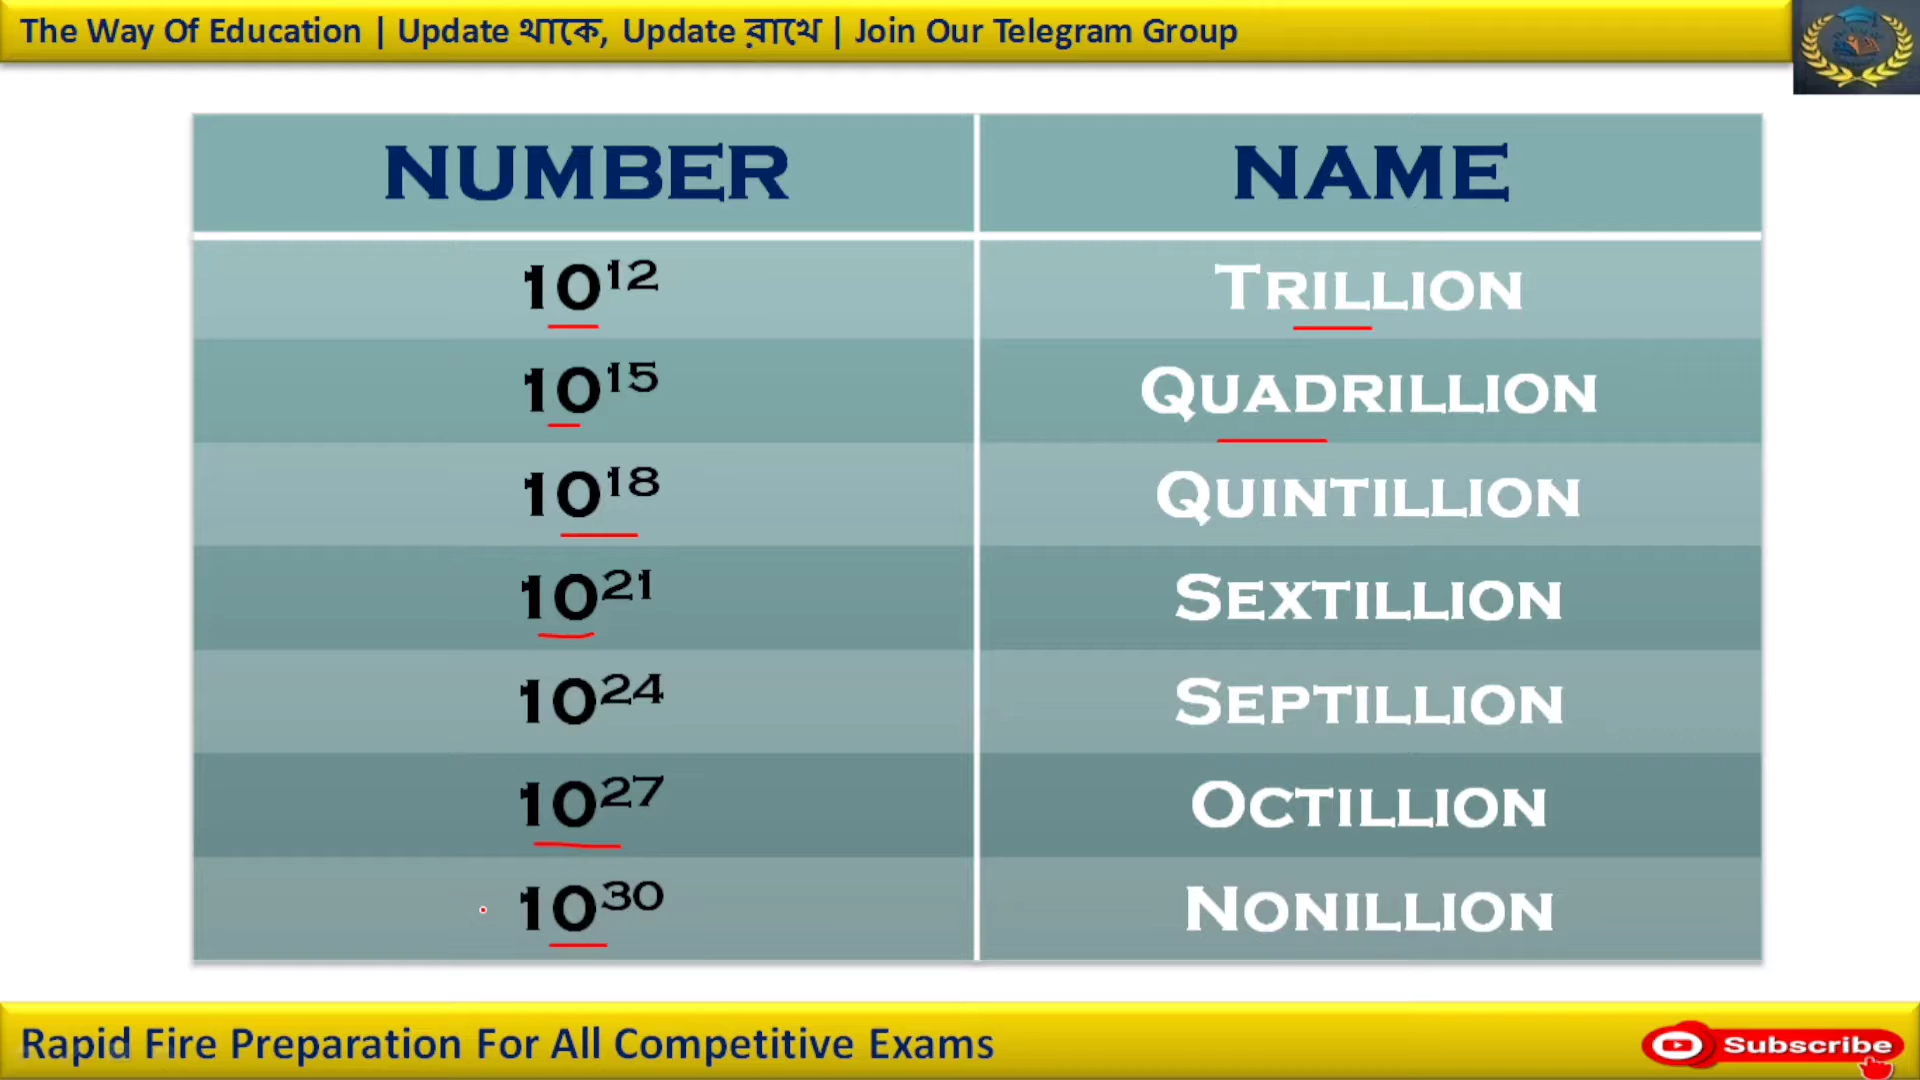 The Way Of Education | Update থাকে, Update রাখে | Join Our Telegram Group
NUMBER NAME
10¹² TRILLION
10¹⁵ QUADRILLION
10¹⁸ QUINTILLION
10²¹ SEXTILLION
10²⁴ SEPTILLION
10²⁷ OCTILLION
10³⁰ NONILLION
Rapid Fire Preparation For All Competitive Exams
Subscribe